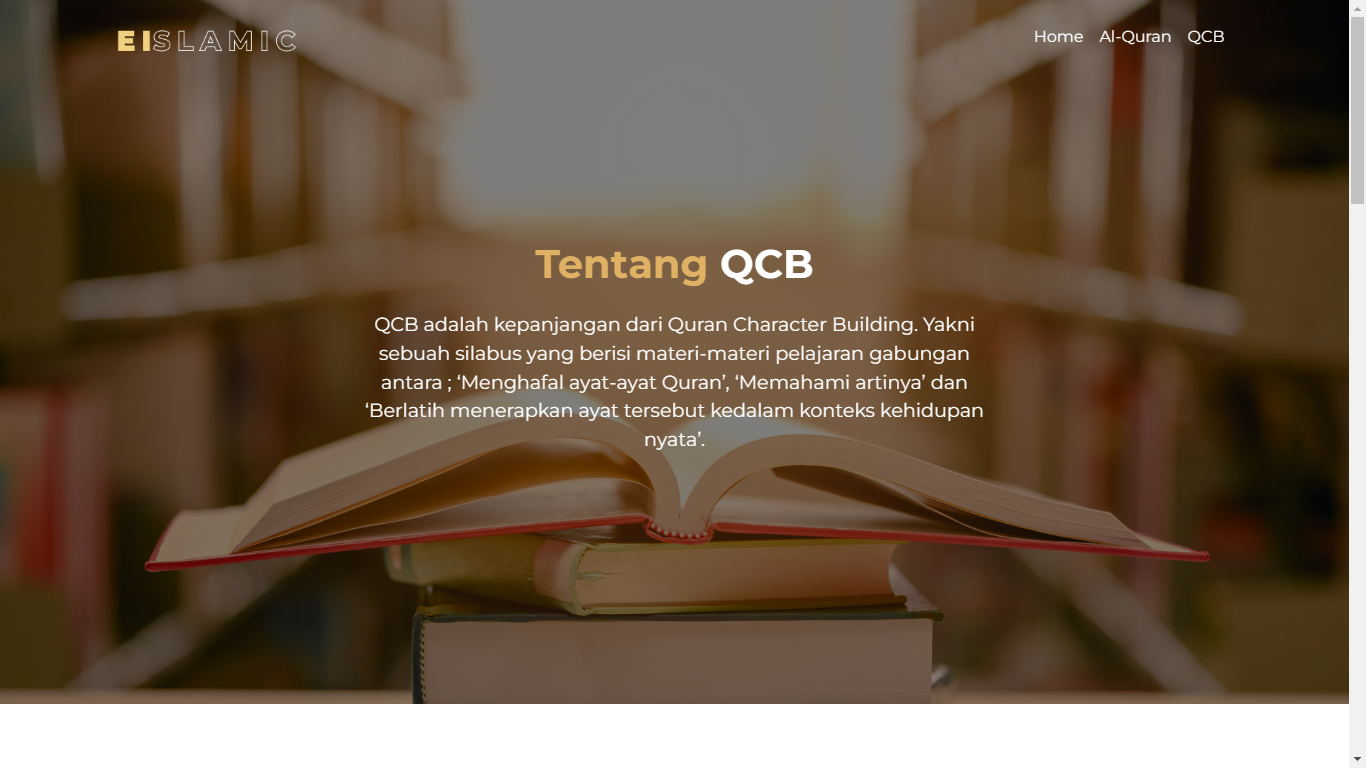 EISLAMIC
Home Al-Quran QCB
Tentang QCB
QCB adalah kepanjangan dari Quran Character Building. Yakni
sebuah silabus yang berisi materi-materi pelajaran gabungan
antara ; ‘Menghafal ayat-ayat Quran’, ‘Memahami artinya’ dan
‘Berlatih menerapkan ayat tersebut kedalam konteks kehidupan
nyata’.